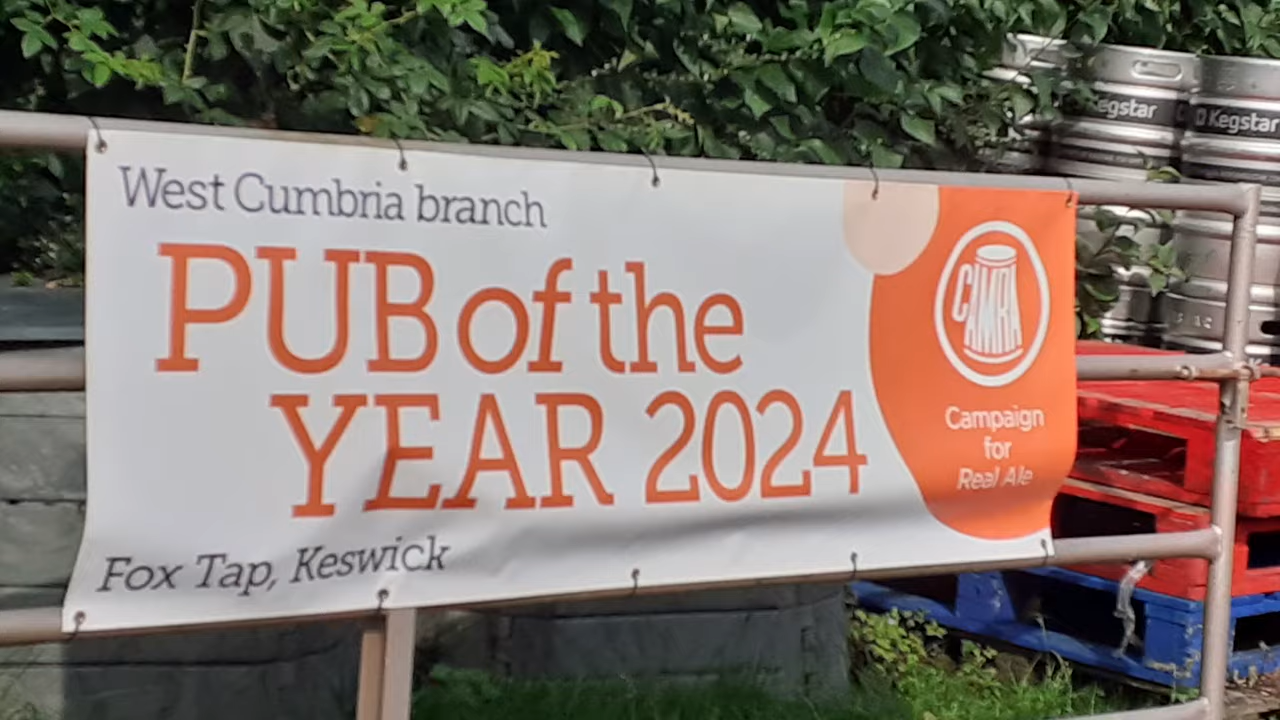 West Cumbria branch
PUB of the
YEAR 2024
Fox Tap, Keswick
CAMRA
Campaign
for
Real Ale
Kegstar
Kegstar